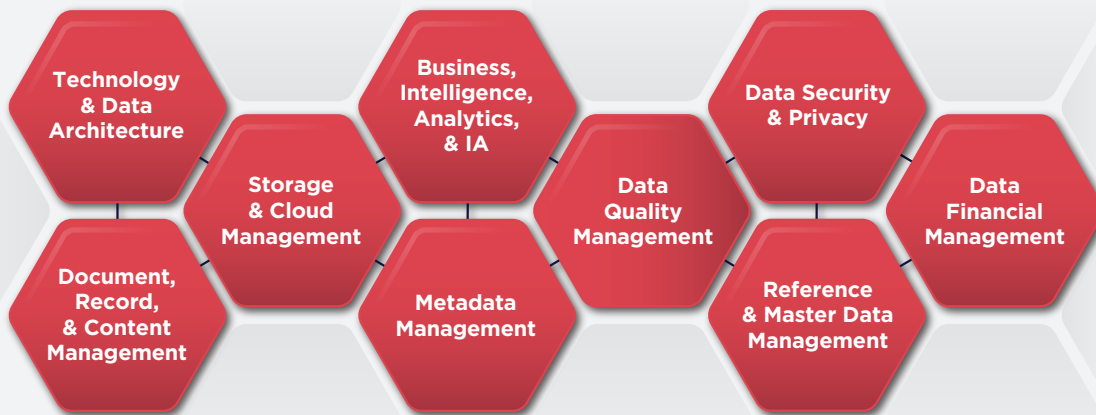 Technology
& Data
Architecture
Business,
Intelligence,
Analytics,
& IA
Data Security
& Privacy
Storage
& Cloud
Management
Data
Quality
Management
Data
Financial
Management
Document,
Record,
& Content
Management
Metadata
Management
Reference
& Master Data
Management